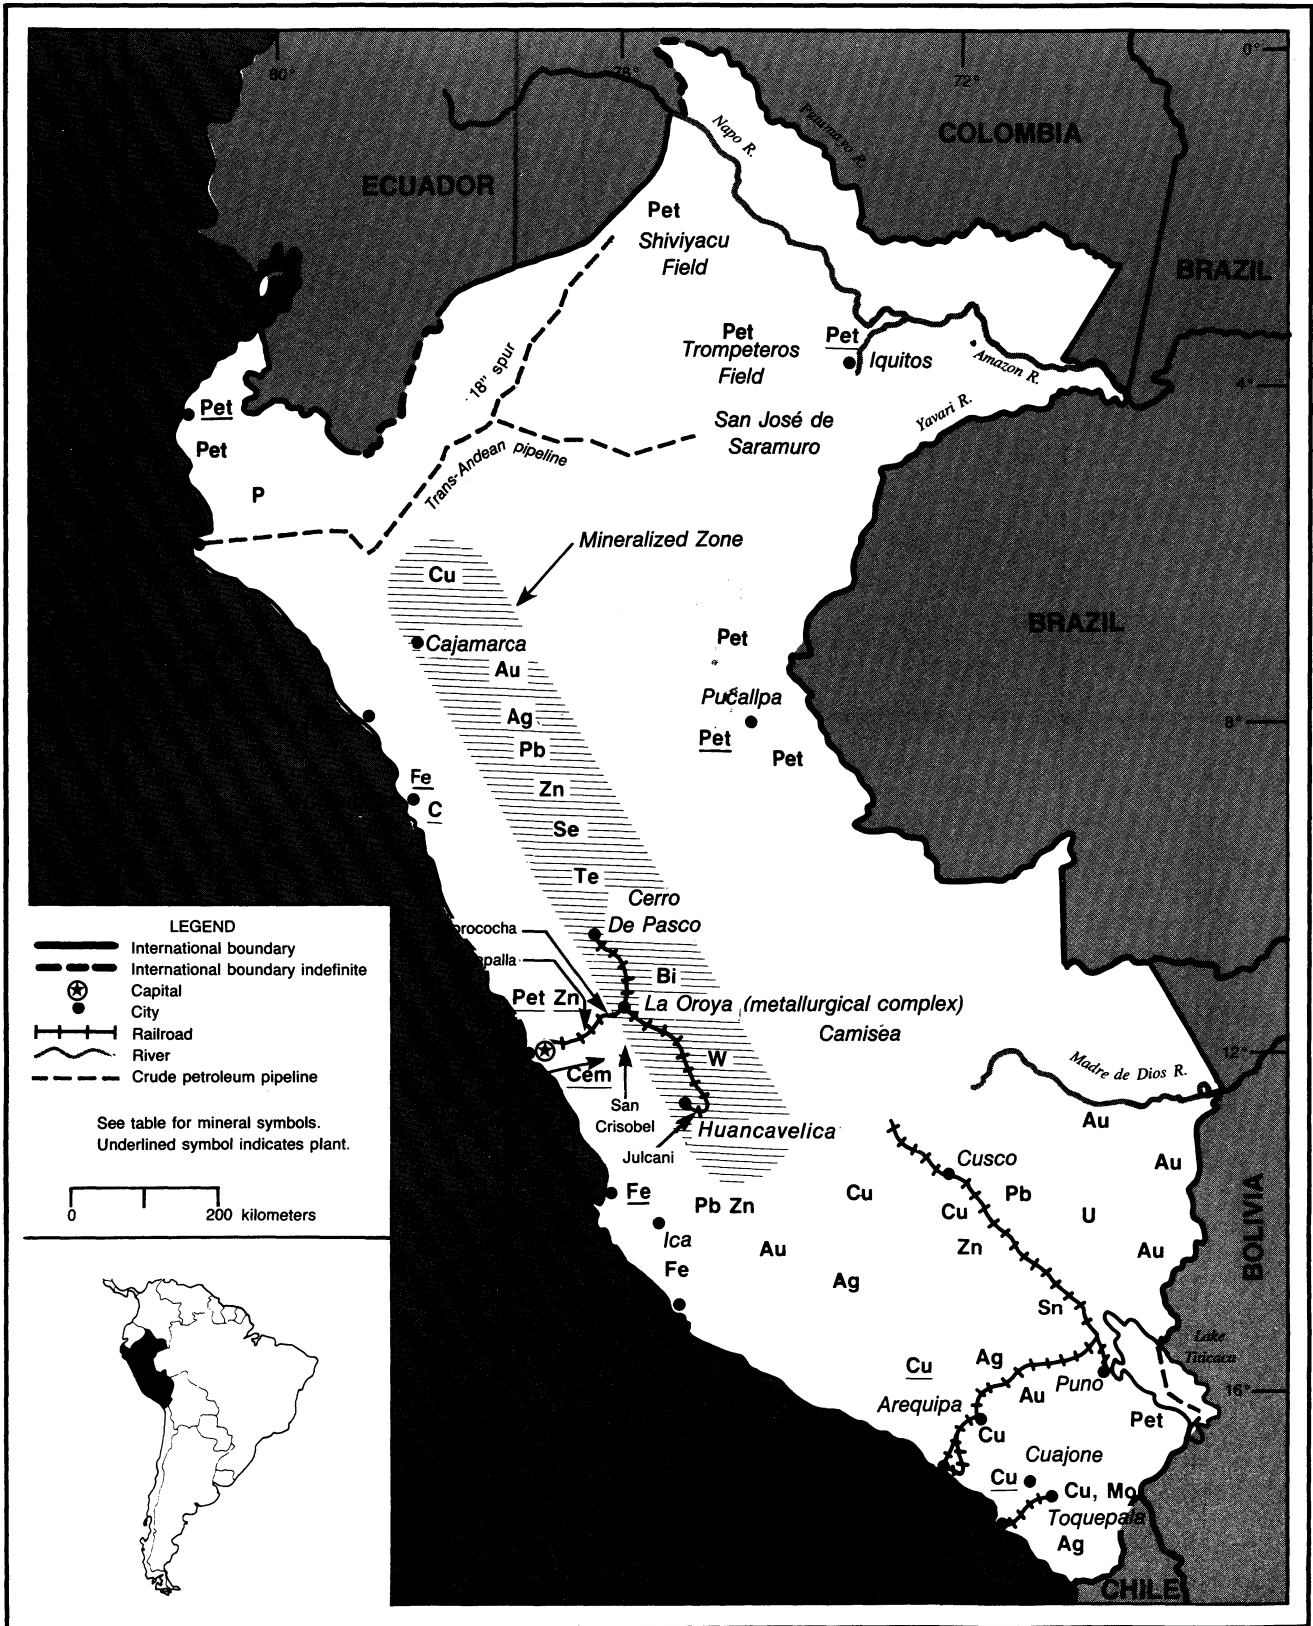 80°
76°
72°
0°
Napo R.
Putumayo R.
COLOMBIA
ECUADOR
Pet
Shiviyacu
Field
BRAZIL
Pet
Trompeteros
Field
Pet
Iquitos
Amazon R.
18" spur
4°
Pet
Yavari R.
San José de
Saramuro
Pet
Trans-Andean pipeline
P
Mineralized Zone
Cu
BRAZIL
Cajamarca
Pet
Au
Pucallpa
Ag
8°
Pet
Pb
Pet
Fe
Zn
C
Se
Te
Cerro
De Pasco
LEGEND
International boundary
International boundary indefinite
Capital
City
Railroad
River
Crude petroleum pipeline
See table for mineral symbols.
Underlined symbol indicates plant.
0
200 kilometers
orococha
apalla
Bi
Pet Zn
La Oroya (metallurgical complex)
Camisea
W
12°
Madre de Dios R.
Cem
San
Crisobel
Au
Huancavelica
Julcani
Cusco
Au
Fe
Cu
Pb
Pb Zn
Cu
U
Ica
Au
Zn
Au
BOLIVIA
Fe
Ag
Sn
Lake
Titicaca
Ag
Cu
Puno
16°
Au
Arequipa
Pet
Cu
Cuajone
Cu
Cu, Mo
Toquepala
Ag
CHILE